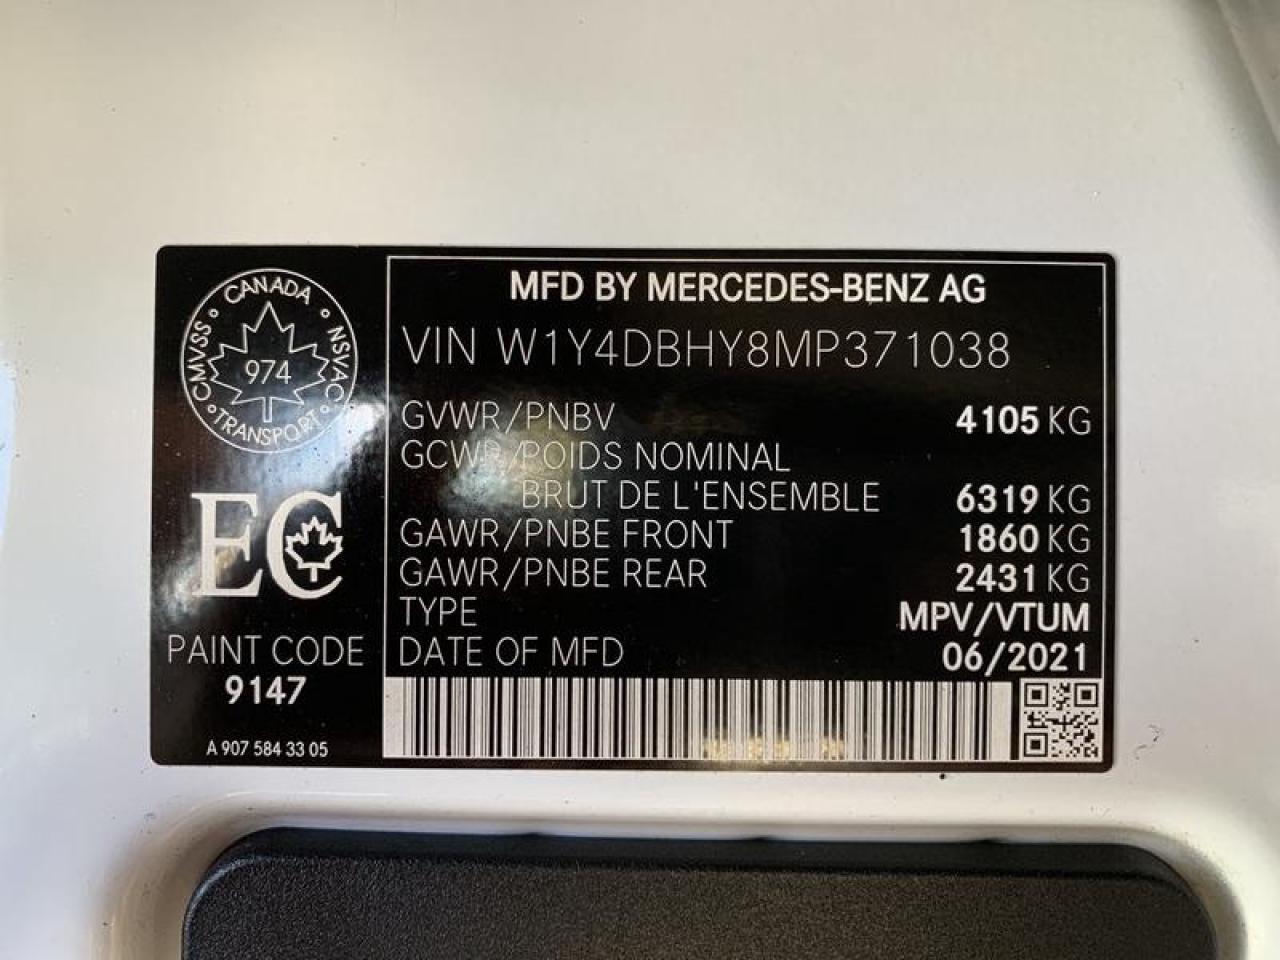 CANADA
CMVSS
NSVAC
974
TRANSPORT
EC
PAINT CODE
9147
A 907 584 33 05
MFD BY MERCEDES-BENZ AG
VIN W1Y4DBHY8MP371038
GVWR/PNBV 4105 KG
GCWR/POIDS NOMINAL
BRUT DE L'ENSEMBLE 6319 KG
GAWR/PNBE FRONT 1860 KG
GAWR/PNBE REAR 2431 KG
TYPE MPV/VTUM
DATE OF MFD 06/2021